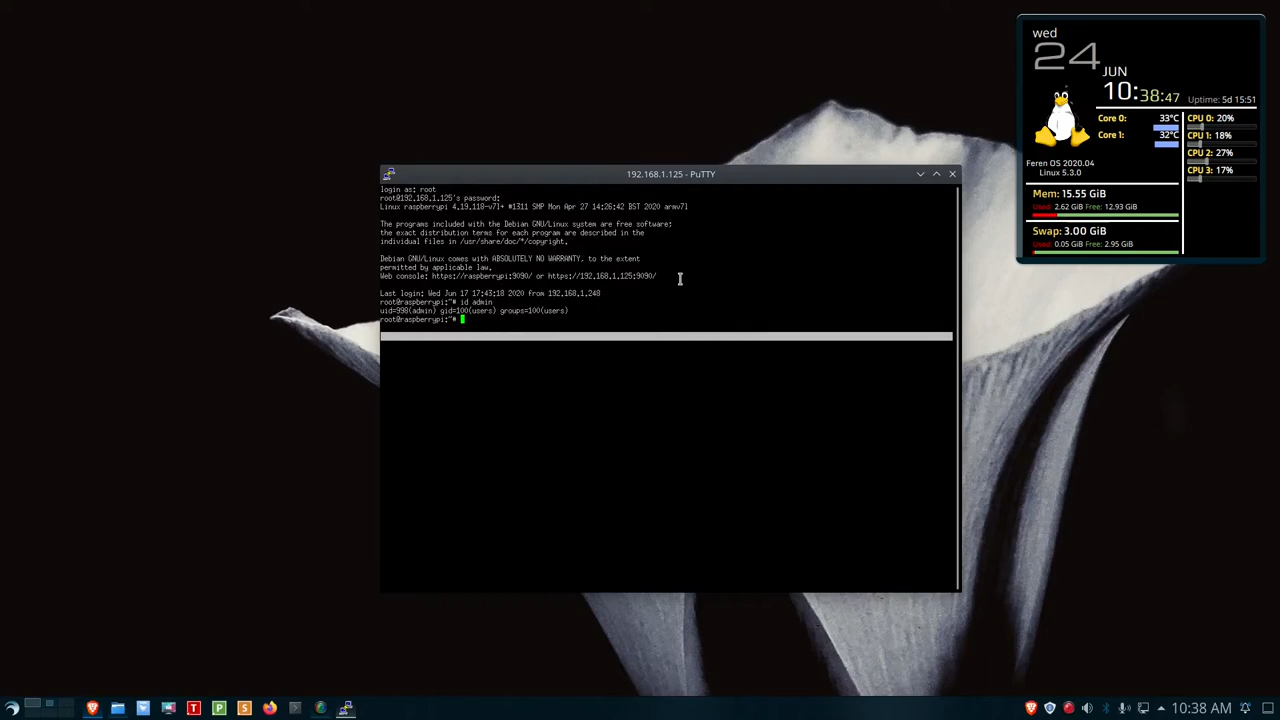 wed
24
JUN
10:38:47
Uptime: 5d 15:51
Core 0: 33°C
Core 1: 32°C
CPU 0: 20%
CPU 1: 18%
CPU 2: 27%
CPU 3: 17%
Feren OS 2020.04
Linux 5.3.0
Mem: 15.55 GiB
Used: 2.62 GiB Free: 12.93 GiB
Swap: 3.00 GiB
Used: 0.05 GiB Free: 2.95 GiB
192.168.1.125 - PuTTY
login as: root
root@192.168.1.125's password:
Linux raspberrypi 4.19.118-v7l+ #1311 SMP Mon Apr 27 14:26:42 BST 2020 armv7l
The programs included with the Debian GNU/Linux system are free software;
the exact distribution terms for each program are described in the
individual files in /usr/share/doc/*/copyright.
Debian GNU/Linux comes with ABSOLUTELY NO WARRANTY, to the extent
permitted by applicable law.
Web console: https://raspberrypi:9090/ or https://192.168.1.125:9090/
Last login: Wed Jun 17 17:43:18 2020 from 192.168.1.248
root@raspberrypi:~# id admin
uid=998(admin) gid=100(users) groups=100(users)
root@raspberrypi:~#
T
P
S
10:38 AM